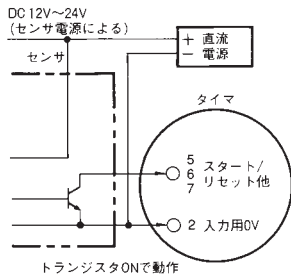 DC 12V～24V
(センサ電源による)
＋ 直流
－ 電源
センサ
タイマ
5
6
7
スタート/
リセット他
2 入力用0V
トランジスタONで動作